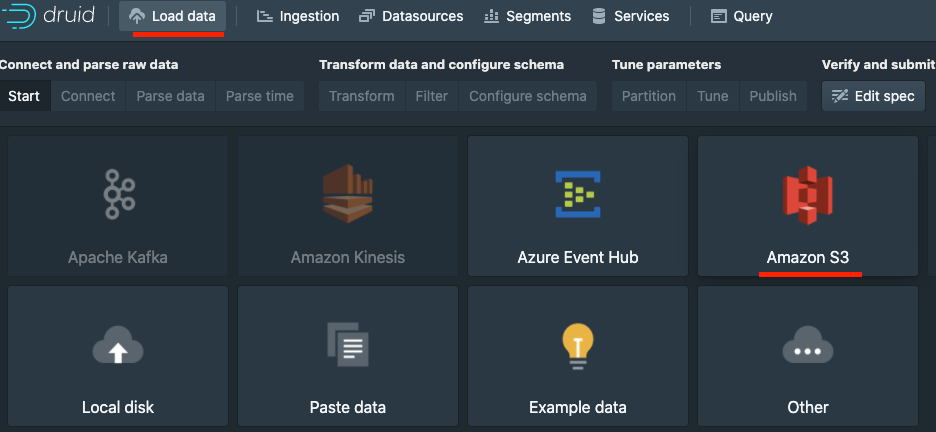 druid Load data Ingestion Datasources Segments Services Query
Connect and parse raw data Transform data and configure schema Tune parameters Verify and submit
Start Connect Parse data Parse time Transform Filter Configure schema Partition Tune Publish Edit spec
Apache Kafka Amazon Kinesis Azure Event Hub Amazon S3
Local disk Paste data Example data Other